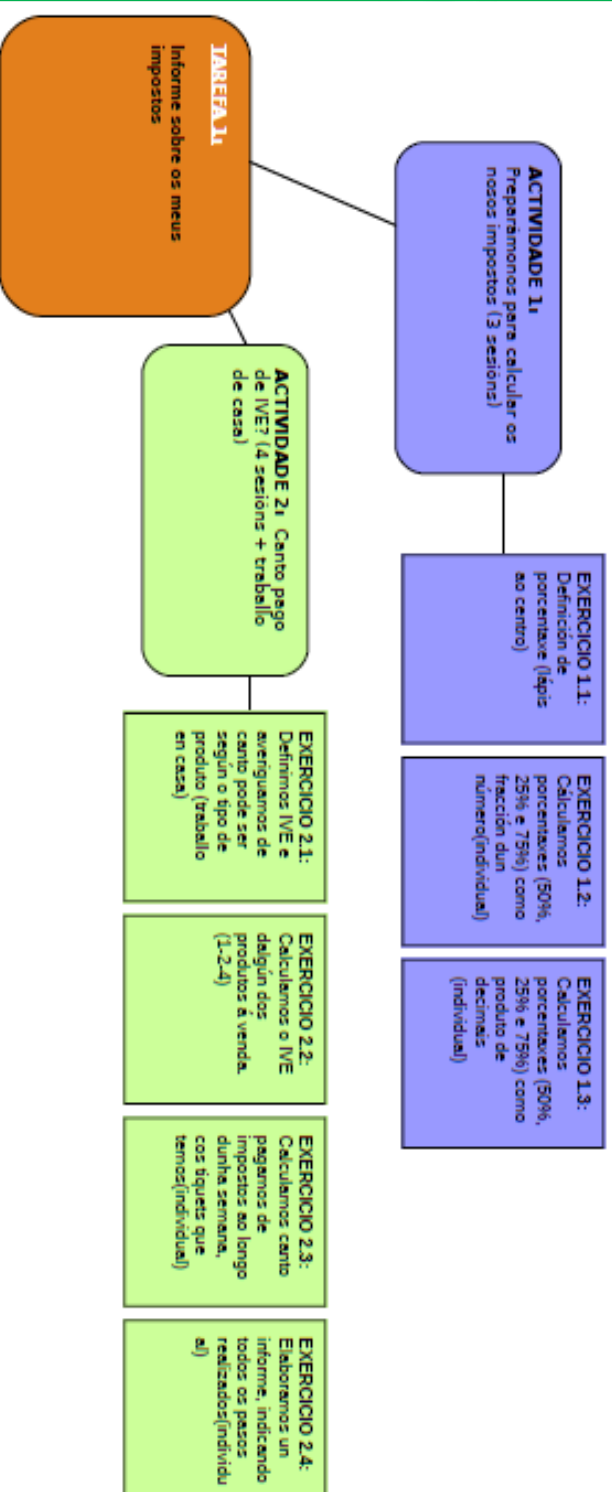 TAREFA 1:
Informe sobre os meus
impostos
ACTIVIDADE 1:
Preparámonos para calcular os
nosos impostos (3 sesións)
EXERCICIO 1.1:
Definición de
porcentaxe (lápis
ao centro)
EXERCICIO 1.2:
Cálculamos
porcentaxes (50%,
25% e 75%) como
fracción dun
número(individual)
EXERCICIO 1.3:
Calculamos
porcentaxes (50%,
25% e 75%) como
produto de
decimais
(individual)
ACTIVIDADE 2: Canto pago
de IVE? (4 sesións + traballo
de casa)
EXERCICIO 2.1:
Definimos IVE e
averiguamos de
canto pode ser
según o tipo de
produto (traballo
en casa)
EXERCICIO 2.2:
Calculamos o IVE
dalgún dos
produtos á venda.
(1-2-4)
EXERCICIO 2.3:
Calculamos canto
pagamos de
impostos ao longo
dunha semana,
cos tiquets que
temos(individual)
EXERCICIO 2.4:
Elaboramos un
informe, indicando
todos os pasos
realizados(individu
al)